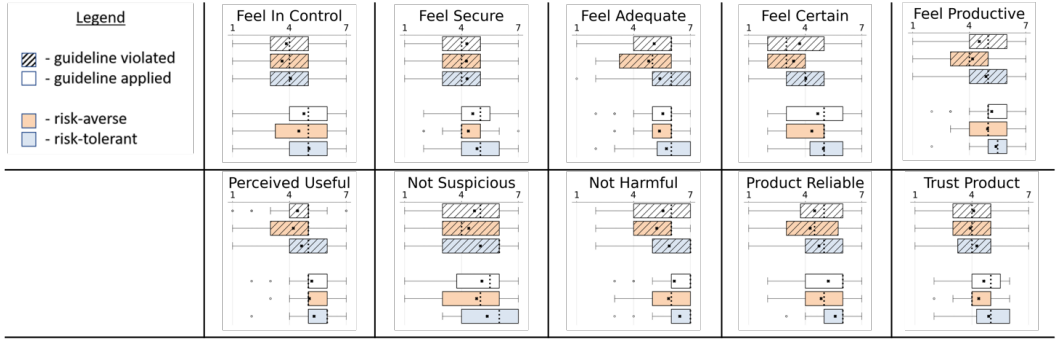 Legend
- guideline violated
- guideline applied
- risk-averse
- risk-tolerant
Feel In Control
1 4 7
Feel Secure
1 4 7
Feel Adequate
1 4 7
Feel Certain
1 4 7
Feel Productive
1 4 7
Perceived Useful
1 4 7
Not Suspicious
1 4 7
Not Harmful
1 4 7
Product Reliable
1 4 7
Trust Product
1 4 7